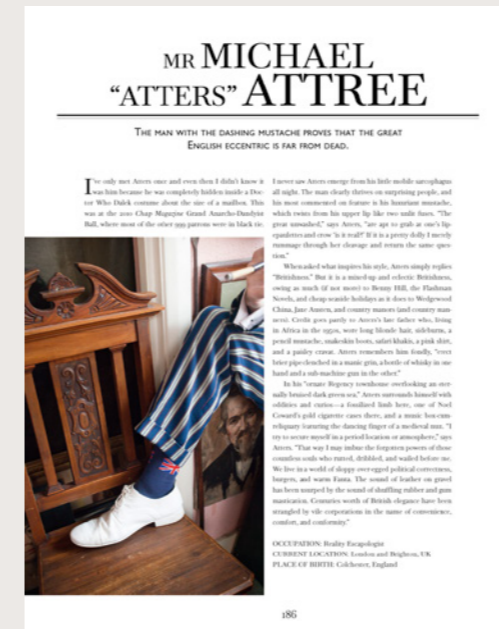 MR MICHAEL
“ATTERS” ATTREE
THE MAN WITH THE DASHING MUSTACHE PROVES THAT THE GREAT
ENGLISH ECCENTRIC IS FAR FROM DEAD.
I’ve only met Atters once and even then I didn’t know it
was him because he was completely hidden inside a Doc-
tor Who Dalek costume about the size of a mailbox. This
was at the 2011 Chap Magazine Grand Anarcho-Dandyist
Ball, where most of the other 999 patrons were in black tie.
I never saw Atters emerge from his little mobile sarcophagus
all night. The man clearly thrives on surprising people, and
his most commented on feature is his luxuriant mustache,
which twists from his upper lip like two unlit fuses. “The
great unwashed,” says Atters, “are apt to grab at one’s lip-
epaulettes and crow ‘is it real?’ If it is a pretty dolly I merely
rummage through her cleavage and return the same ques-
tion.”
When asked what inspires his style, Atters simply replies
“Britishness.” But it is a mixed-up and eclectic Britishness,
owing as much (if not more) to Benny Hill, the Flashman
Novels, and cheap seaside holidays as it does to Wedgewood
China, Jane Austen, and country manors (and country man-
ners). Credit goes partly to Atters’s late father who, living
in Africa in the 1950s, wore long blonde hair, sideburns, a
pencil mustache, snakeskin boots, safari khakis, a pink shirt,
and a paisley cravat. Atters remembers him fondly, “erect
briar pipe clenched in a manic grin, a bottle of whisky in one
hand and a sub-machine gun in the other.”
In his “ornate Regency townhouse overlooking an eter-
nally bruised dark green sea,” Atters surrounds himself with
oddities and curios—a fossilized limb here, one of Noel
Coward’s gold cigarette cases there, and a music box-cum-
reliquary featuring the dancing finger of a medieval nun. “I
try to secure myself in a period location or atmosphere,” says
Atters. “That way I may imbue the forgotten powers of those
countless souls who rutted, dribbled, and wailed before me.
We live in a world of sloppy over-egged political correctness,
burgers, and warm Fanta. The sound of leather on gravel
has been usurped by the sound of shuffling rubber and gum
mastication. Centuries worth of British elegance have been
strangled by vile corporations in the name of convenience,
comfort, and conformity.”
OCCUPATION: Reality Escapologist
CURRENT LOCATION: London and Brighton, UK
PLACE OF BIRTH: Colchester, England
186